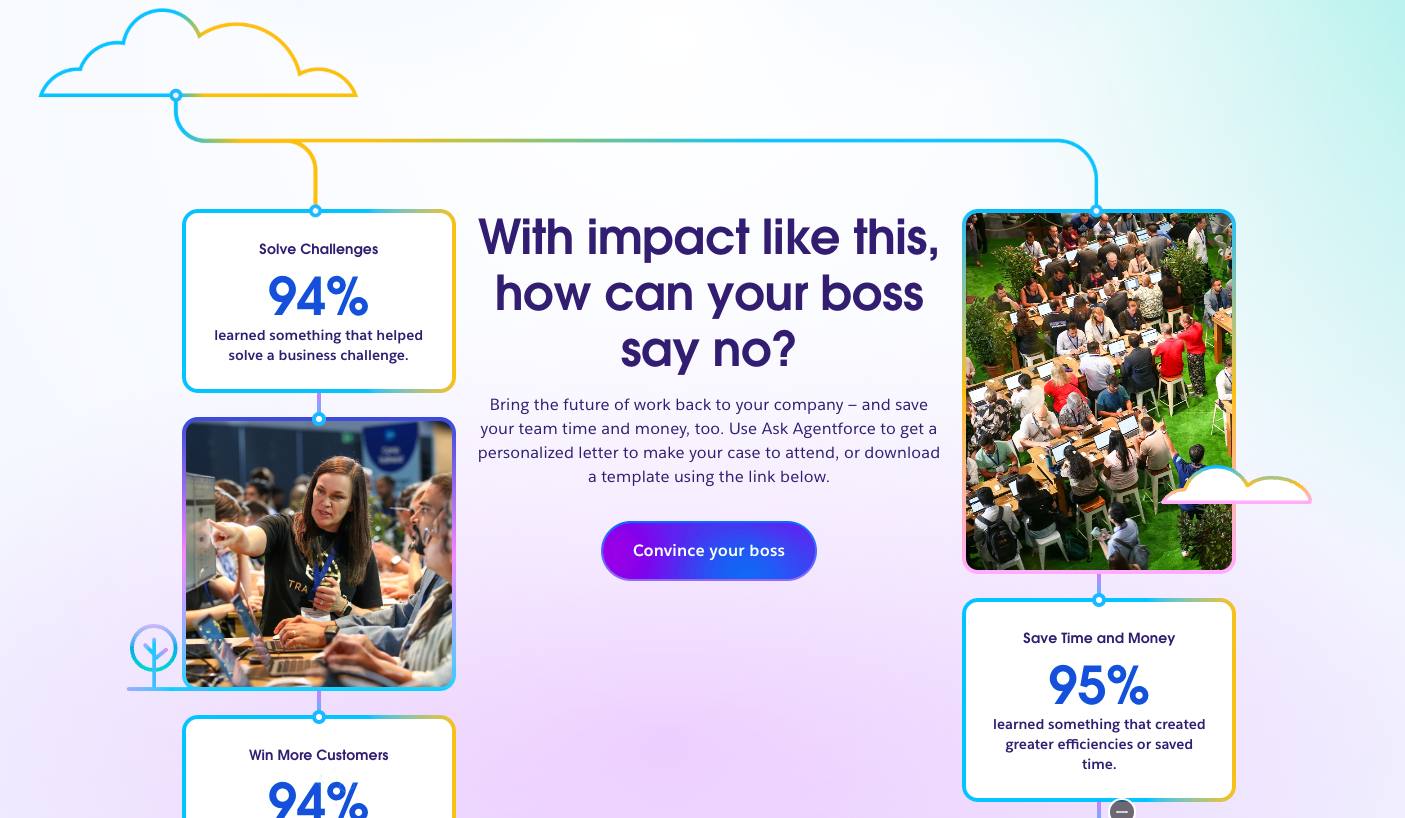 Solve Challenges
94%
learned something that helped
solve a business challenge.
With impact like this,
how can your boss
say no?
Bring the future of work back to your company – and save
your team time and money, too. Use Ask Agentforce to get a
personalized letter to make your case to attend, or download
a template using the link below.
Convince your boss
TRA
Save Time and Money
95%
learned something that created
greater efficiencies or saved
time.
Win More Customers
94%